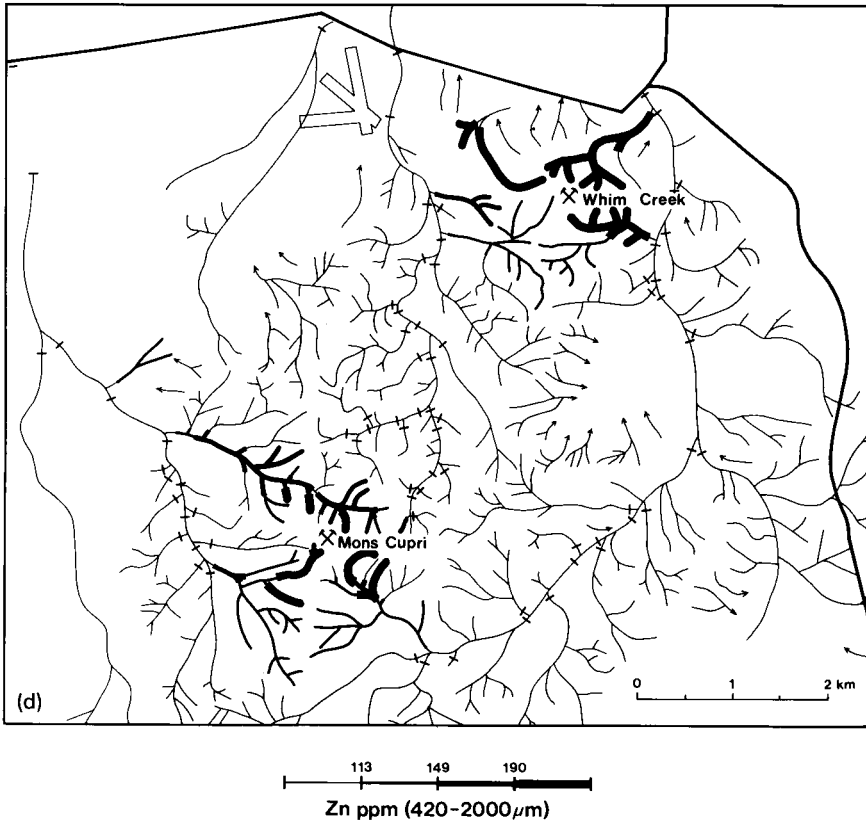 Whim Creek
Mons Cupri
0 1 2 km
(d)
113 149 190
Zn ppm (420-2000μm)